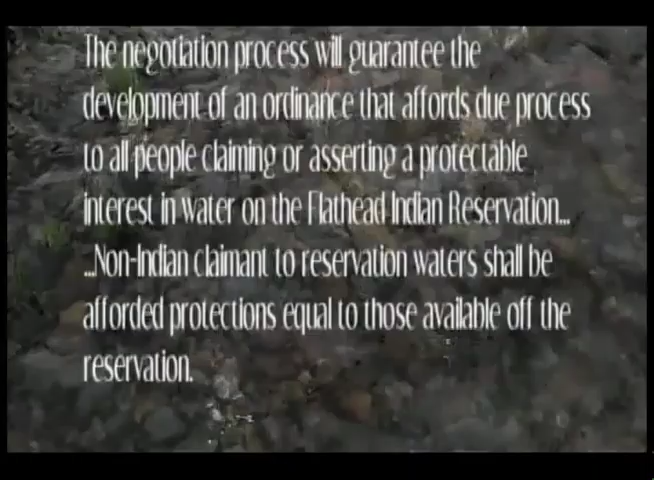 The negotiation process will guarantee the
development of an ordinance that affords due process
to all people claiming or asserting a protectable
interest in water on the Flathead Indian Reservation...
...Non-Indian claimant to reservation waters shall be
afforded protections equal to those available off the
reservation.